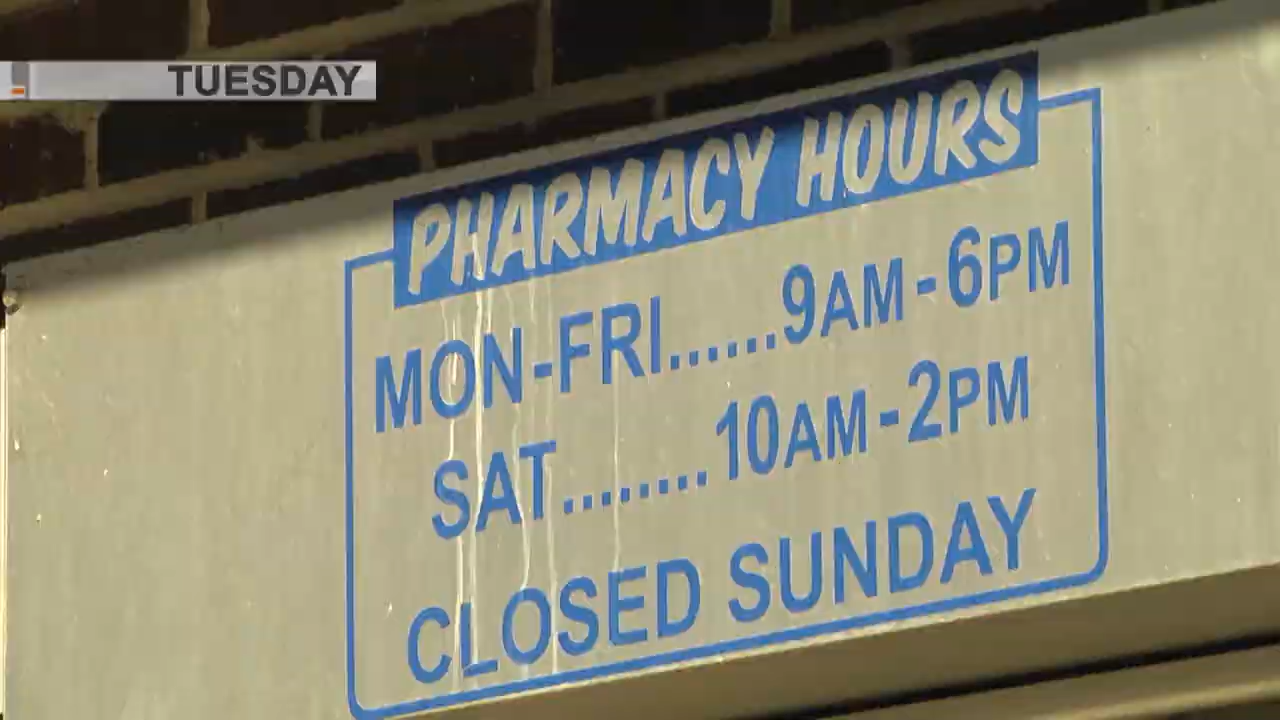 TUESDAY
PHARMACY HOURS
MON-FRI......9AM-6PM
SAT........10AM-2PM
CLOSED SUNDAY